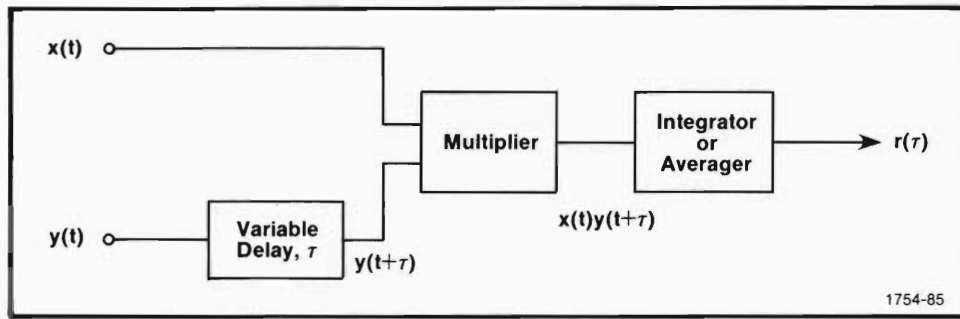 x(t)
Multiplier
Integrator
or
Averager
r(τ)
x(t)y(t+τ)
y(t)
Variable
Delay, τ
y(t+τ)
1754-85